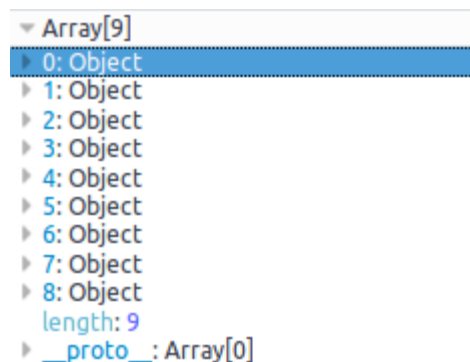 Array[9]
0: Object
1: Object
2: Object
3: Object
4: Object
5: Object
6: Object
7: Object
8: Object
length: 9
__proto__: Array[0]